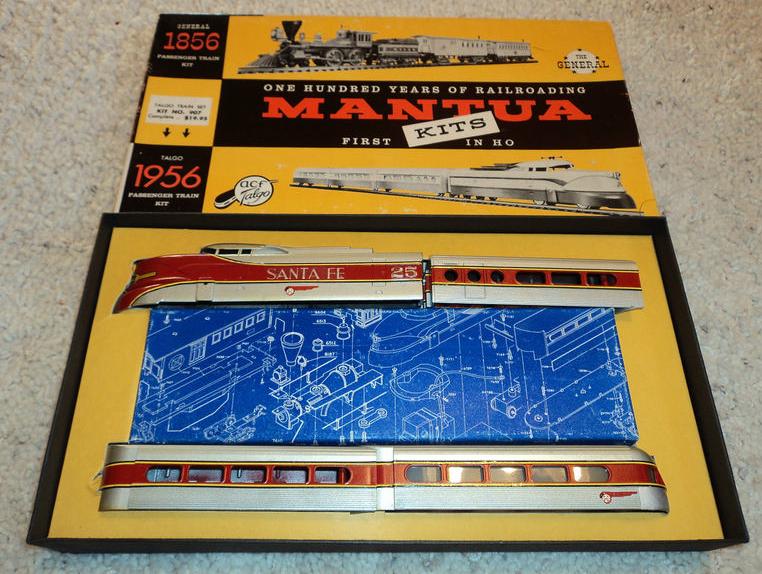 GENERAL
1856
PASSENGER TRAIN
KIT
THE
GENERAL
ONE HUNDRED YEARS OF RAILROADING
MANTUA
KITS
FIRST IN HO
TALGO TRAIN SET
KIT NO. 907
Complete $19.95
TALGO
1956
PASSENGER TRAIN
KIT
acf
Talgo
SANTA FE
25